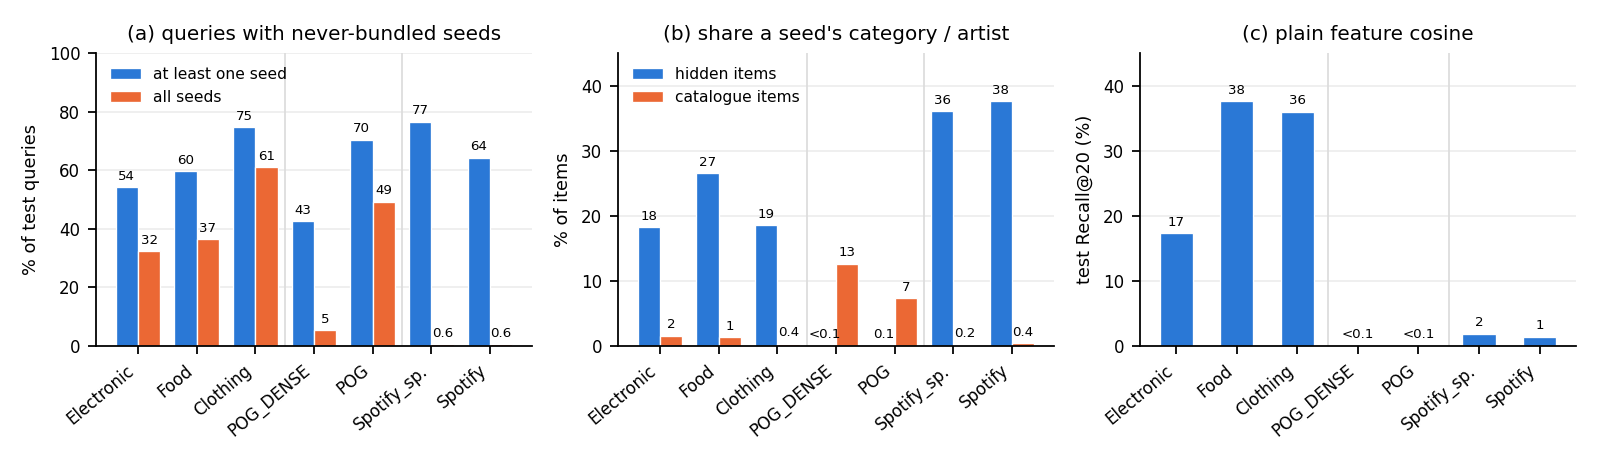 (a) queries with never-bundled seeds
% of test queries
100
80
60
40
20
0
at least one seed
all seeds
54
32
60
37
75
61
43
5
70
49
77
0.6
64
0.6
Electronic
Food
Clothing
POG_DENSE
POG
Spotify_sp.
Spotify
(b) share a seed's category / artist
% of items
40
30
20
10
0
hidden items
catalogue items
18
2
27
1
19
0.4
<0.1
13
0.1
7
36
0.2
38
0.4
Electronic
Food
Clothing
POG_DENSE
POG
Spotify_sp.
Spotify
(c) plain feature cosine
test Recall@20 (%)
40
30
20
10
0
17
38
36
<0.1
<0.1
2
1
Electronic
Food
Clothing
POG_DENSE
POG
Spotify_sp.
Spotify